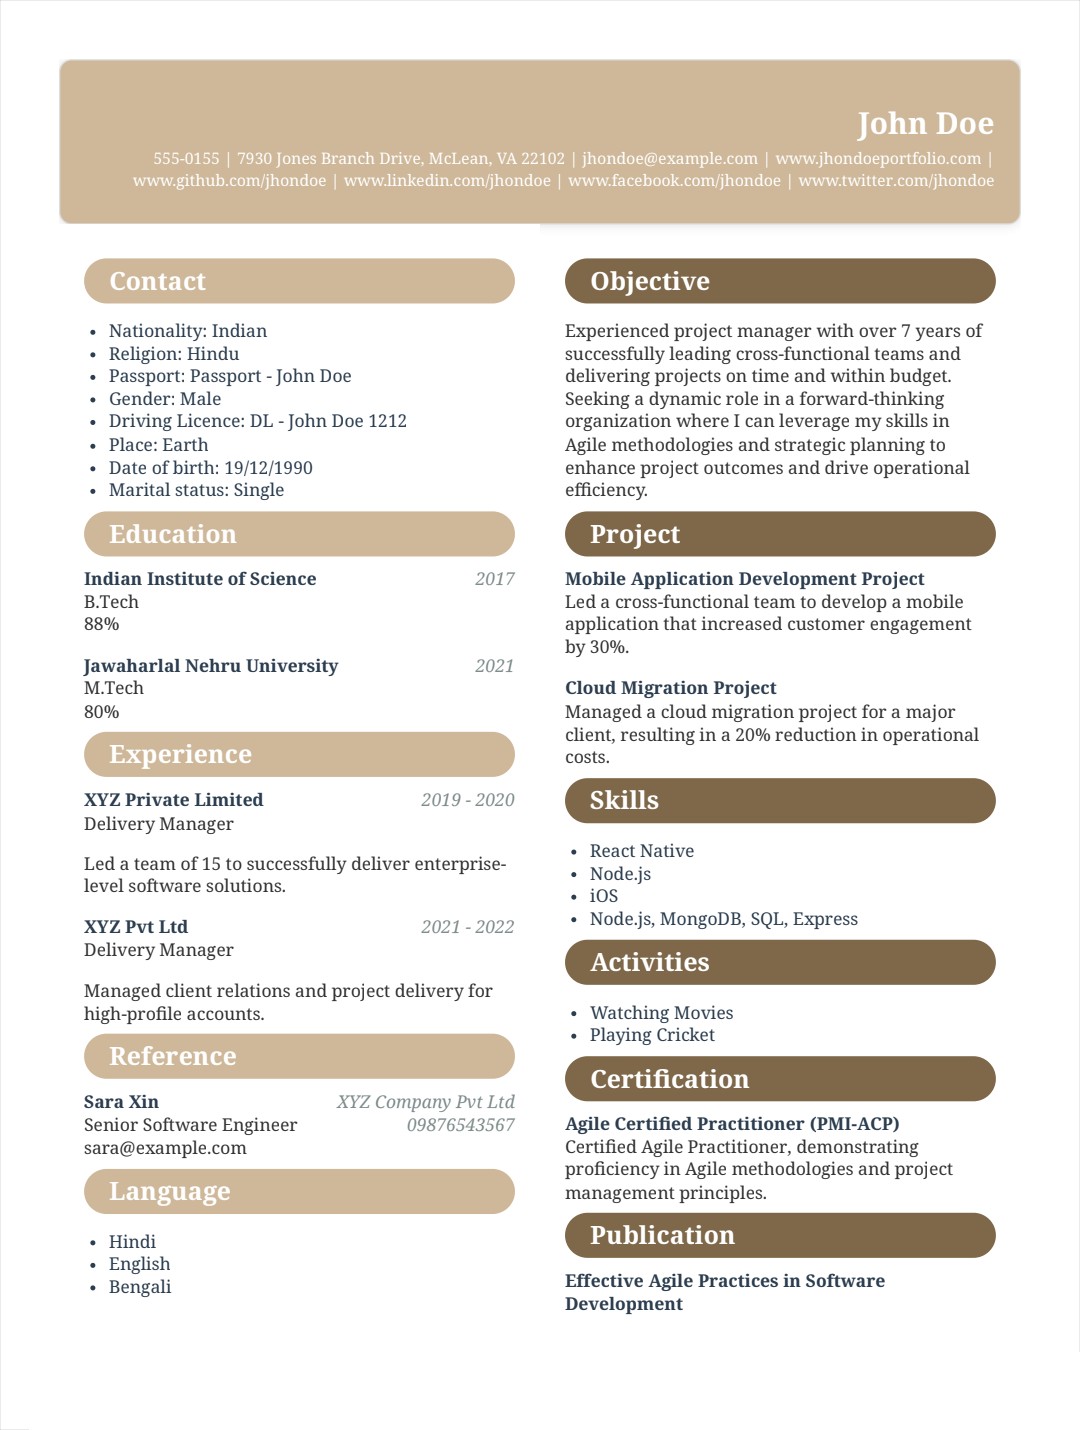 John Doe
555-0155 | 7930 Jones Branch Drive, McLean, VA 22102 | jhondoe@example.com | www.jhondoeportfolio.com |
www.github.com/jhondoe | www.linkedin.com/jhondoe | www.facebook.com/jhondoe | www.twitter.com/jhondoe
Contact
• Nationality: Indian
• Religion: Hindu
• Passport: Passport - John Doe
• Gender: Male
• Driving Licence: DL - John Doe 1212
• Place: Earth
• Date of birth: 19/12/1990
• Marital status: Single
Education
Indian Institute of Science 2017
B.Tech
88%
Jawaharlal Nehru University 2021
M.Tech
80%
Experience
XYZ Private Limited 2019 - 2020
Delivery Manager
Led a team of 15 to successfully deliver enterprise-
level software solutions.
XYZ Pvt Ltd 2021 - 2022
Delivery Manager
Managed client relations and project delivery for
high-profile accounts.
Reference
Sara Xin XYZ Company Pvt Ltd
Senior Software Engineer 09876543567
sara@example.com
Language
• Hindi
• English
• Bengali
Objective
Experienced project manager with over 7 years of
successfully leading cross-functional teams and
delivering projects on time and within budget.
Seeking a dynamic role in a forward-thinking
organization where I can leverage my skills in
Agile methodologies and strategic planning to
enhance project outcomes and drive operational
efficiency.
Project
Mobile Application Development Project
Led a cross-functional team to develop a mobile
application that increased customer engagement
by 30%.
Cloud Migration Project
Managed a cloud migration project for a major
client, resulting in a 20% reduction in operational
costs.
Skills
• React Native
• Node.js
• iOS
• Node.js, MongoDB, SQL, Express
Activities
• Watching Movies
• Playing Cricket
Certification
Agile Certified Practitioner (PMI-ACP)
Certified Agile Practitioner, demonstrating
proficiency in Agile methodologies and project
management principles.
Publication
Effective Agile Practices in Software
Development